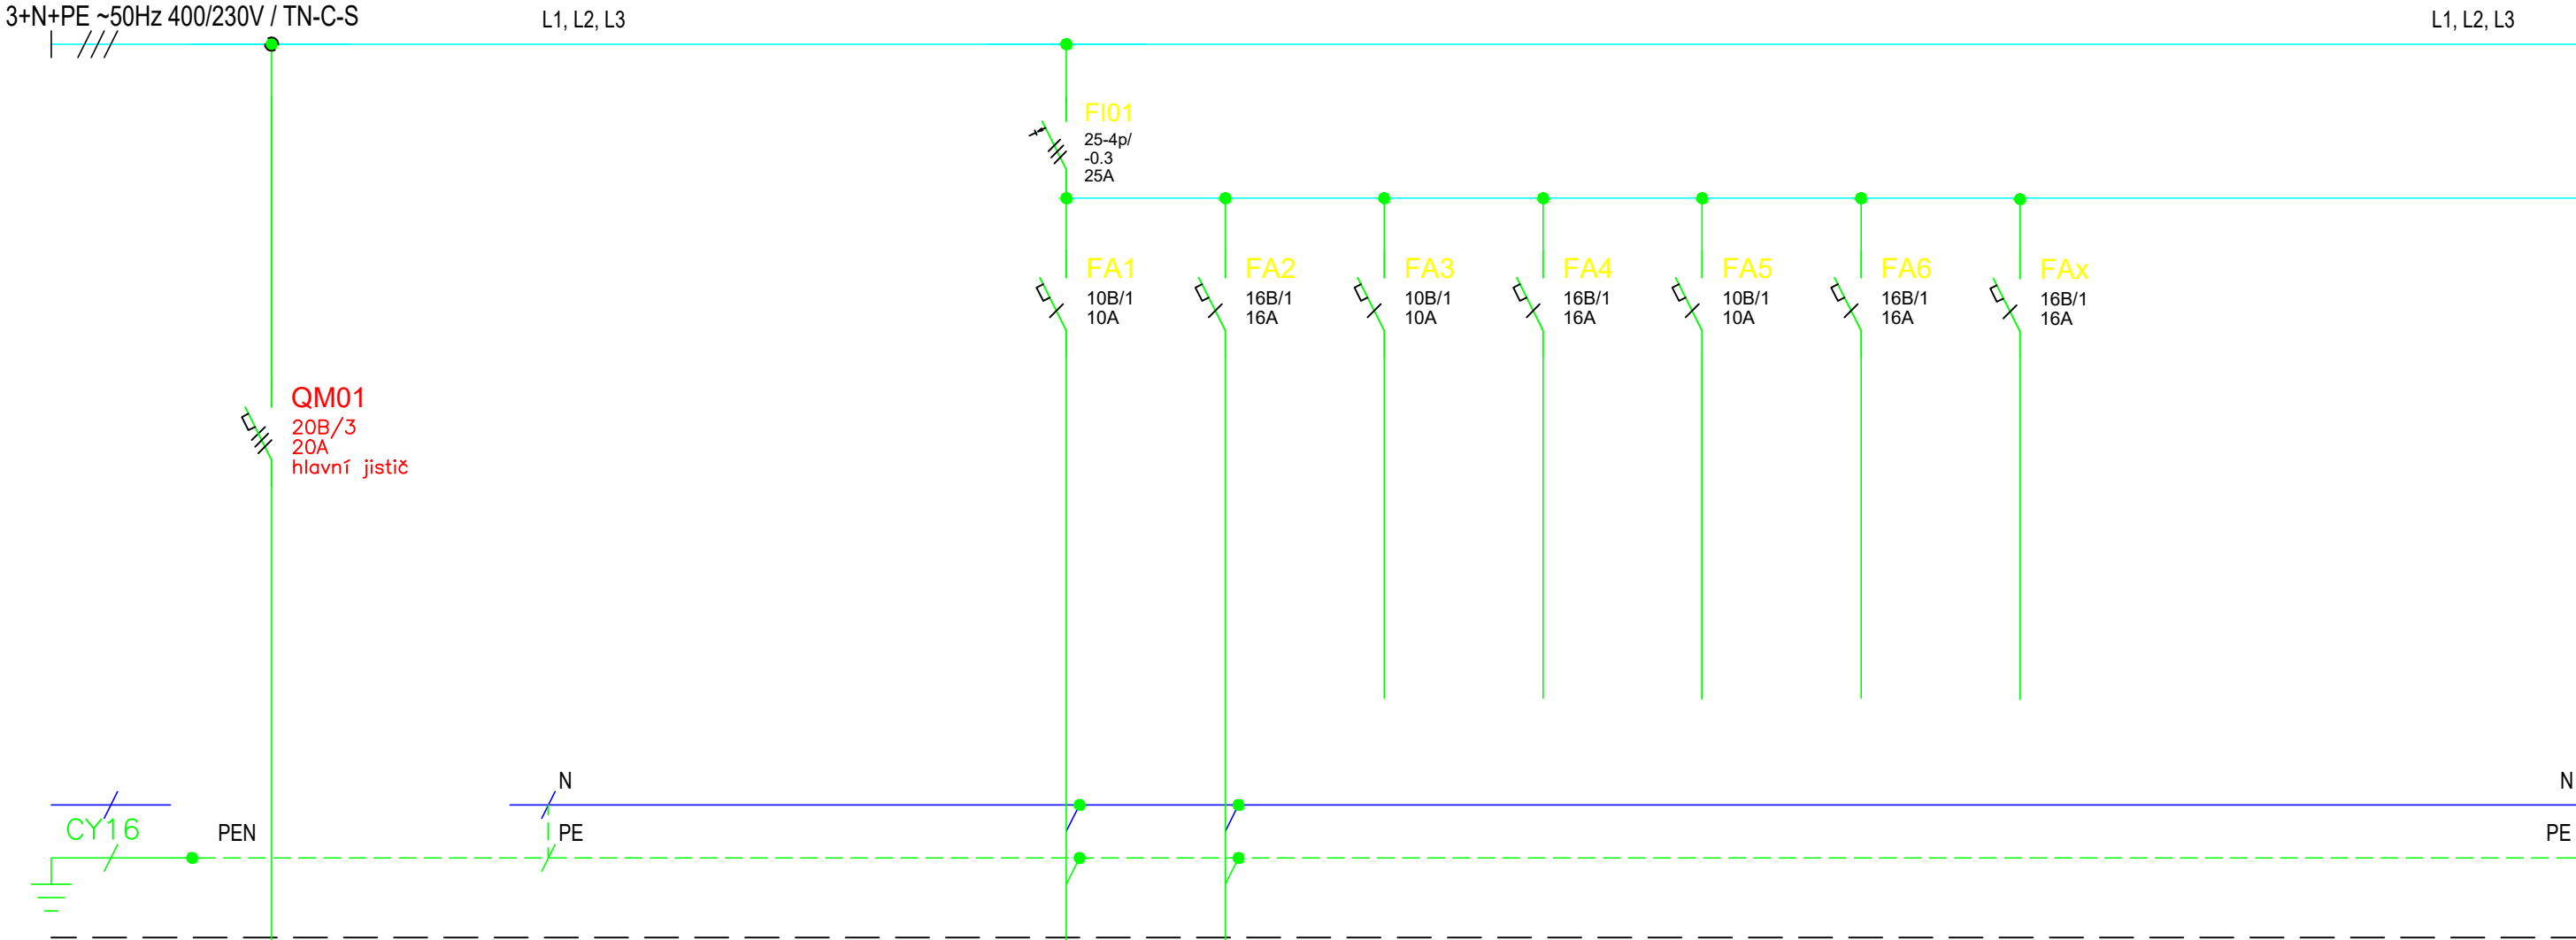 3+N+PE ~50Hz 400/230V / TN-C-S
L1, L2, L3
L1, L2, L3
FI01
25-4p/
-0.3
25A
FA1
10B/1
10A
FA2
16B/1
16A
FA3
10B/1
10A
FA4
16B/1
16A
FA5
10B/1
10A
FA6
16B/1
16A
FAx
16B/1
16A
QM01
20B/3
20A
hlavní jistič
N
N
CY16
PEN
PE
PE